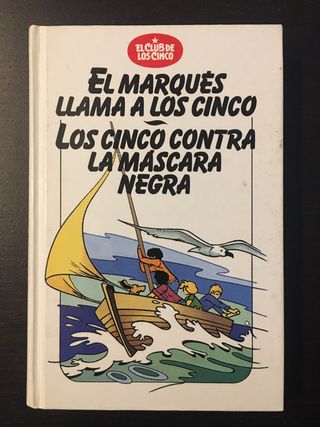 EL CLUB DE
LOS CINCO
EL MARQUÉS
LLAMA A LOS CINCO
LOS CINCO CONTRA
LA MÁSCARA
NEGRA